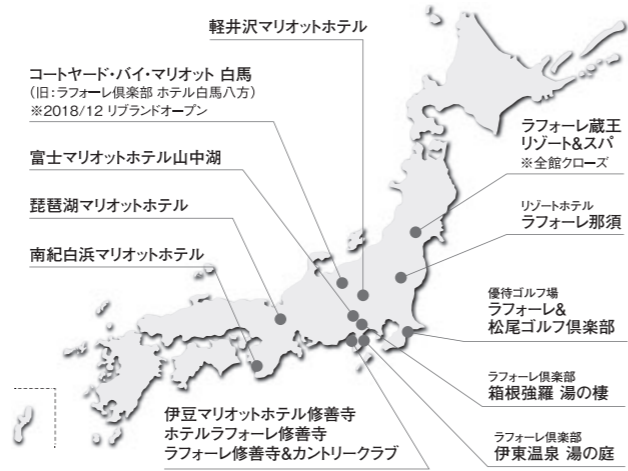 軽井沢マリオットホテル
コートヤード・バイ・マリオット 白馬
(旧:ラフォーレ倶楽部 ホテル白馬八方)
※2018/12 リブランドオープン
富士マリオットホテル山中湖
琵琶湖マリオットホテル
南紀白浜マリオットホテル
ラフォーレ蔵王
リゾート&スパ
※全館クローズ
リゾートホテル
ラフォーレ那須
優待ゴルフ場
ラフォーレ&
松尾ゴルフ倶楽部
ラフォーレ倶楽部
箱根強羅 湯の棲
ラフォーレ倶楽部
伊東温泉 湯の庭
伊豆マリオットホテル修善寺
ホテルラフォーレ修善寺
ラフォーレ修善寺&カントリークラブ